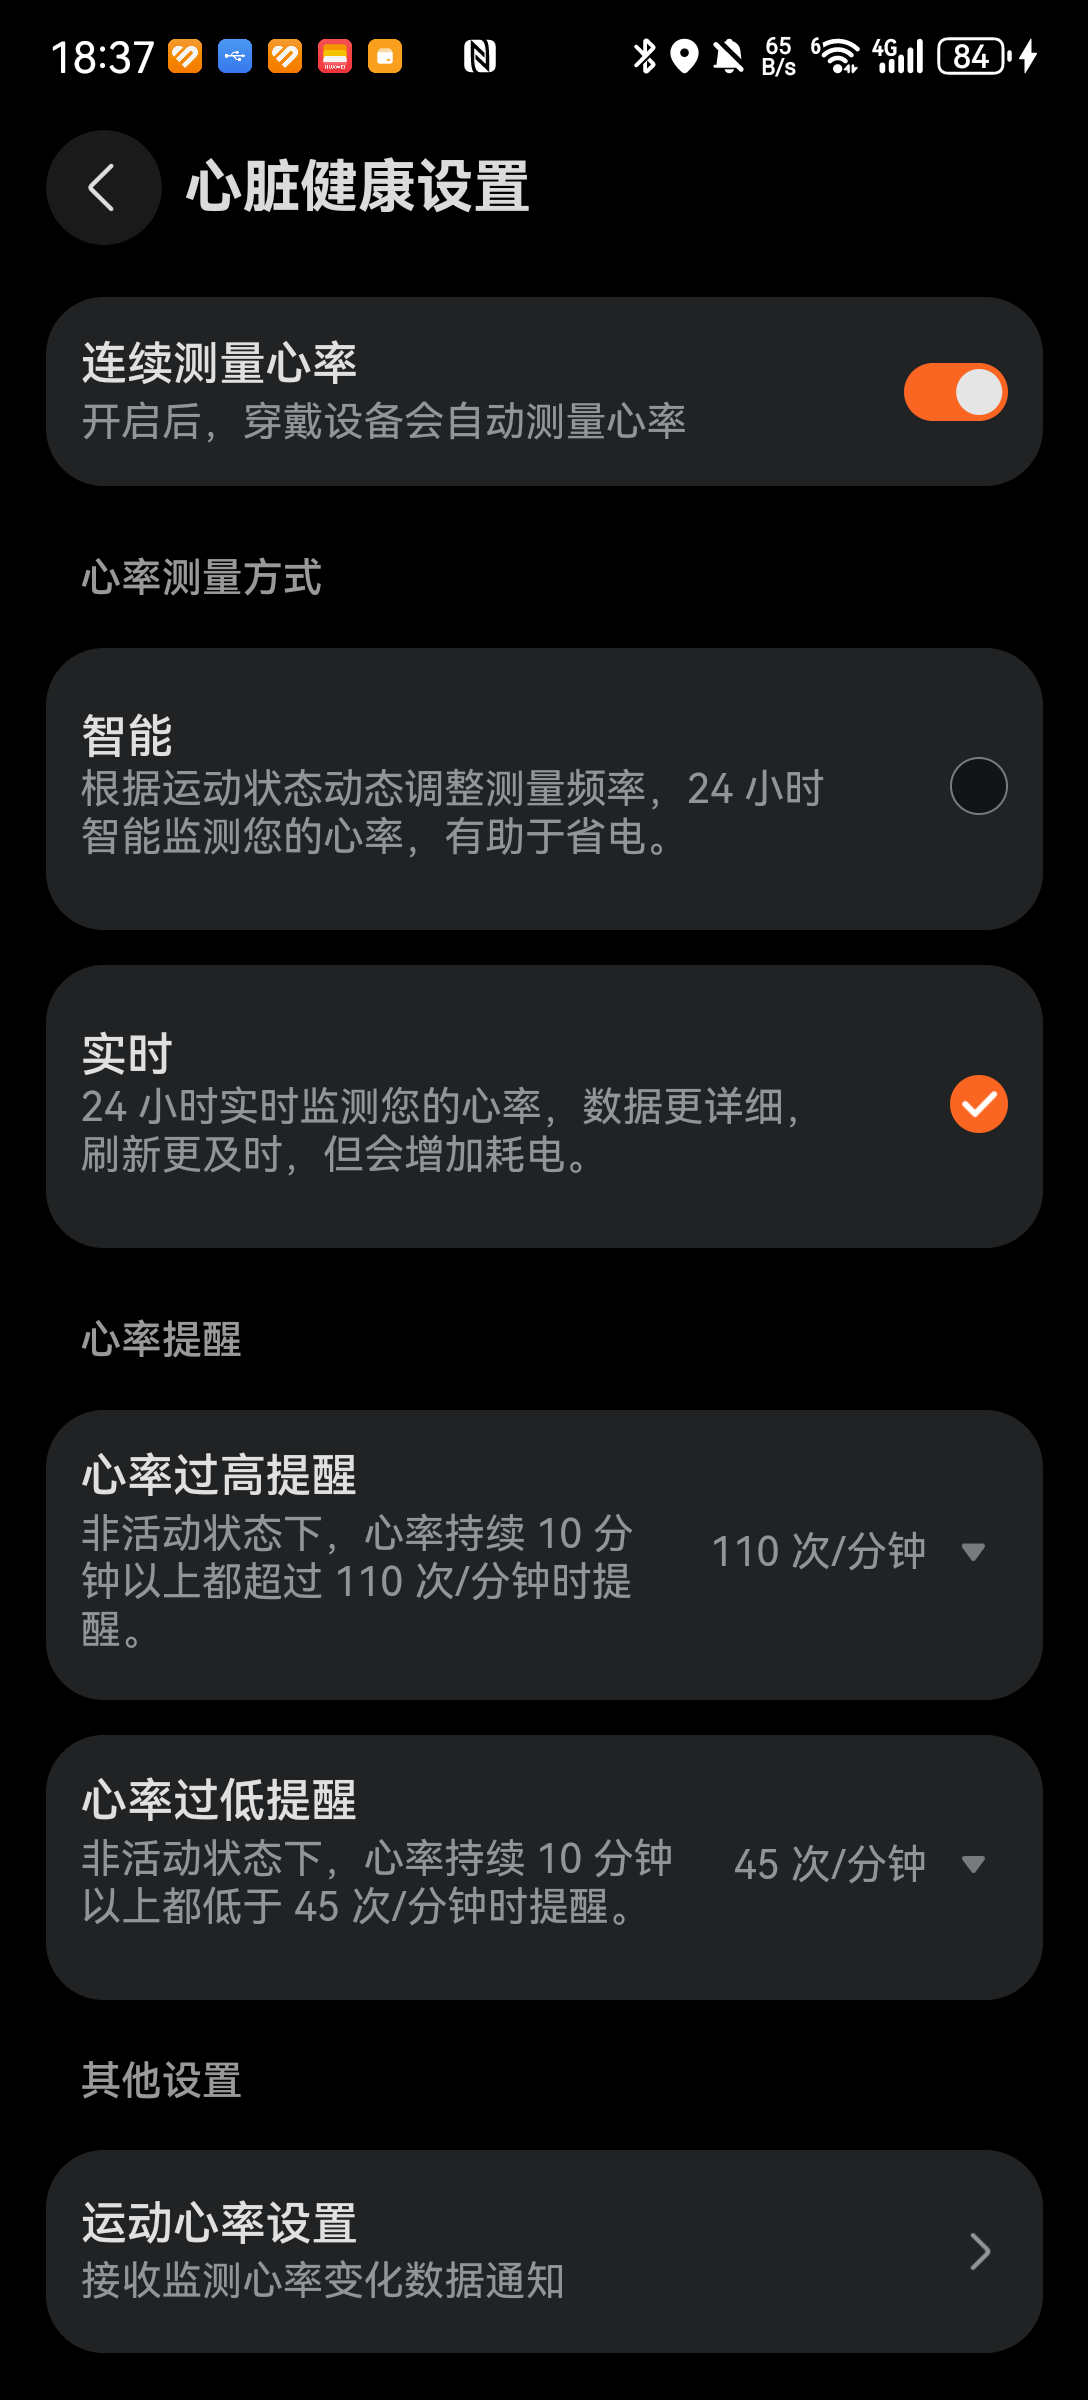 18:37
65 B/s
6
4G
84
心脏健康设置
连续测量心率
开启后，穿戴设备会自动测量心率
心率测量方式
智能
根据运动状态动态调整测量频率，24 小时
智能监测您的心率，有助于省电。
实时
24 小时实时监测您的心率，数据更详细，
刷新更及时，但会增加耗电。
心率提醒
心率过高提醒
非活动状态下，心率持续 10 分
钟以上都超过 110 次/分钟时提
醒。
110 次/分钟
心率过低提醒
非活动状态下，心率持续 10 分钟
以上都低于 45 次/分钟时提醒。
45 次/分钟
其他设置
运动心率设置
接收监测心率变化数据通知